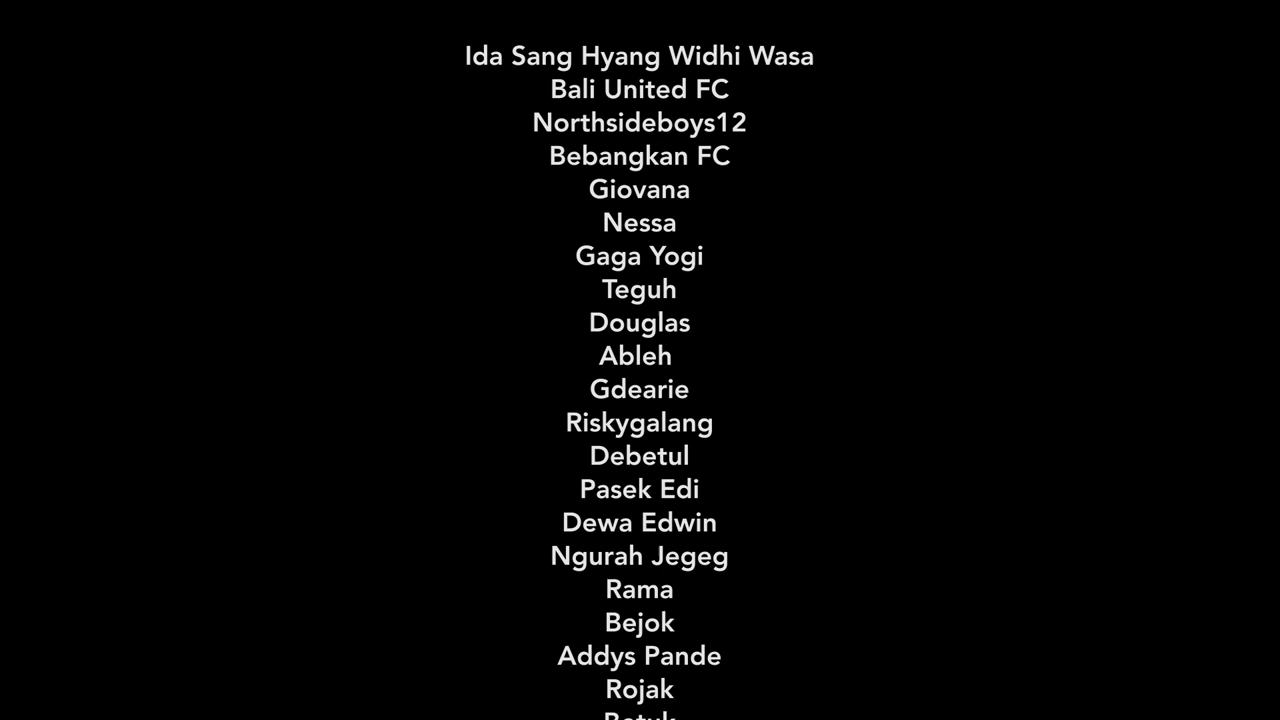 Ida Sang Hyang Widhi Wasa
Bali United FC
Northsideboys12
Bebangkan FC
Giovana
Nessa
Gaga Yogi
Teguh
Douglas
Ableh
Gdearie
Riskygalang
Debetul
Pasek Edi
Dewa Edwin
Ngurah Jegeg
Rama
Bejok
Addys Pande
Rojak